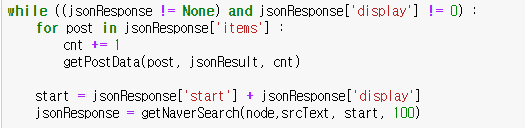 while ((jsonResponse != None) and jsonResponse['display'] != 0) :
    for post in jsonResponse['items'] :
        cnt += 1
        getPostData(post, jsonResult, cnt)

    start = jsonResponse['start'] + jsonResponse['display']
    jsonResponse = getNaverSearch(node,srcText, start, 100)